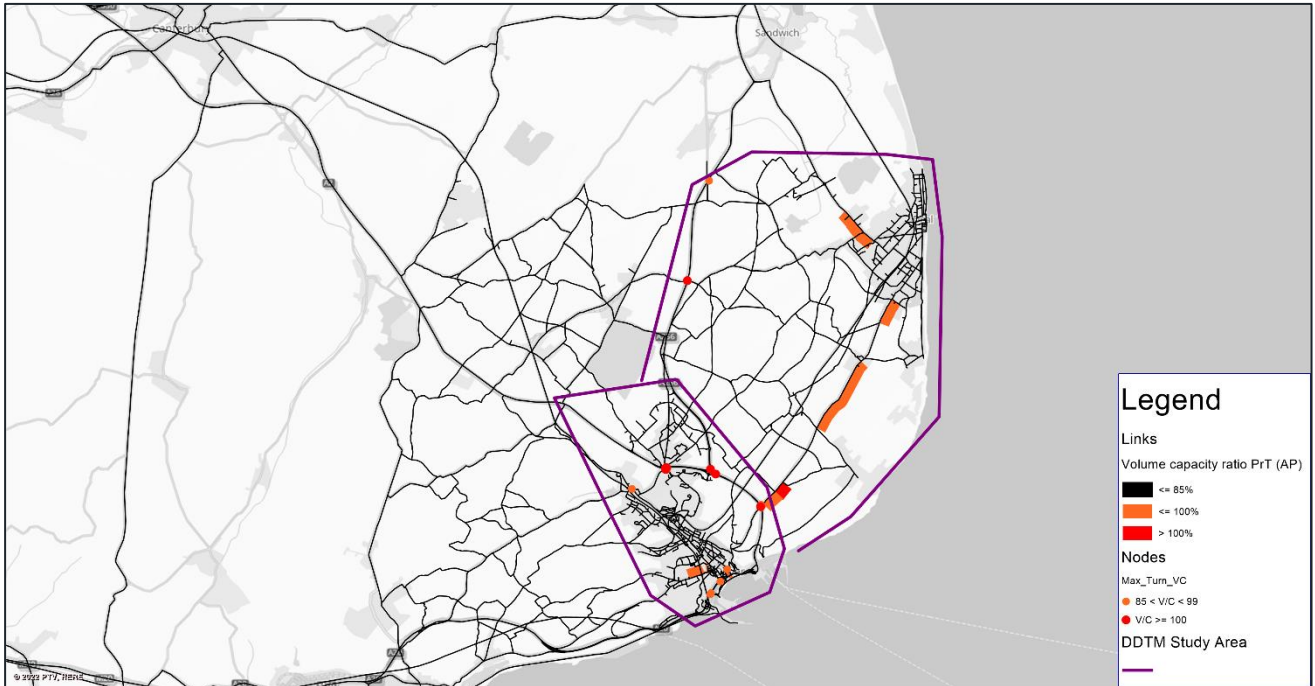 Canterbury
Sandwich
A2
Legend
Links
Volume capacity ratio PrT (AP)
<= 85%
<= 100%
> 100%
Nodes
Max_Turn_VC
85 < V/C < 99
V/C >= 100
DDTM Study Area
© 2022 PTV, HERE